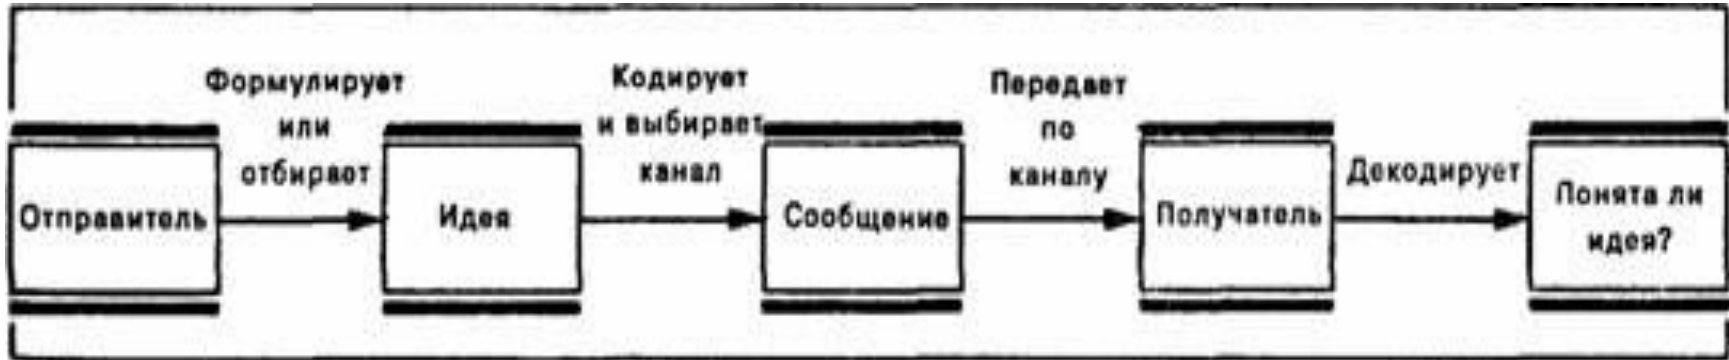 Формулирует
или
отбирает
Кодирует
и выбирает
канал
Передает
по
каналу
Декодирует
Отправитель
Идея
Сообщение
Получатель
Понята ли
идея?